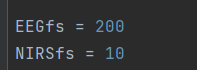 EEGfs = 200
NIRSfs = 10